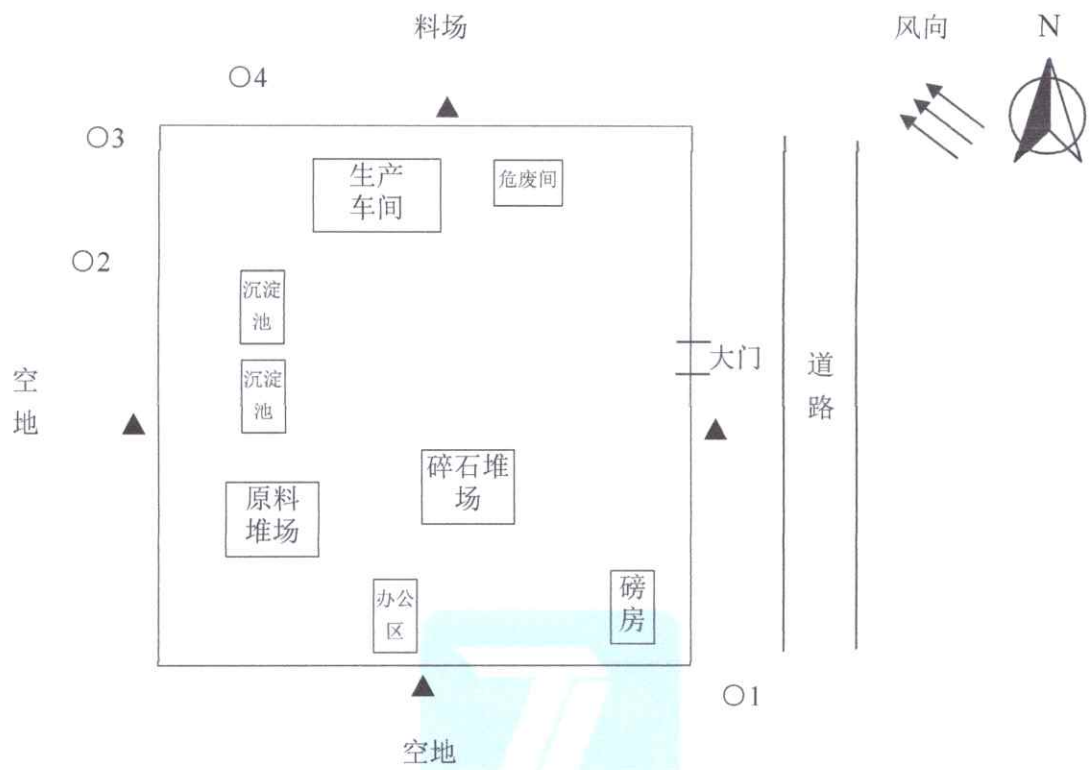 料场
风向
N
○4
○3
生产
车间
危废间
○2
沉淀
池
大门
道
路
沉淀
池
空
地
碎石堆
场
原料
堆场
办公
区
磅
房
○1
空地